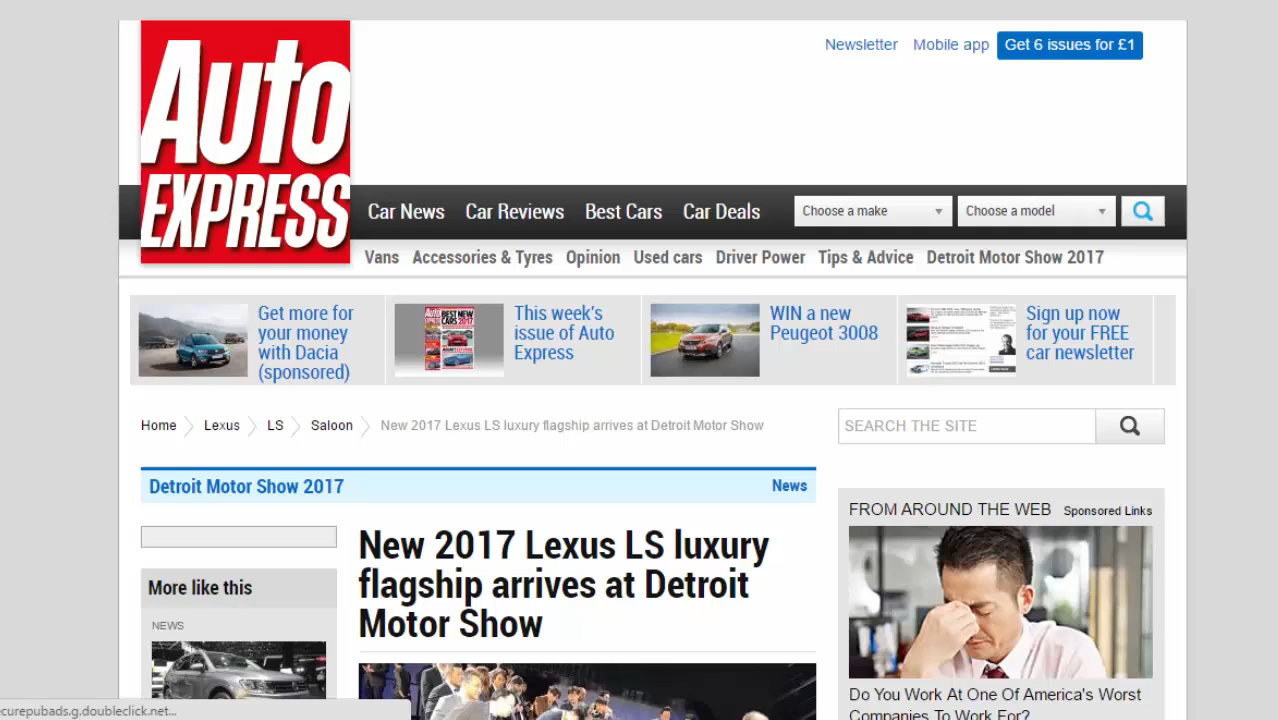 Auto
EXPRESS
Newsletter Mobile app Get 6 issues for £1
Car News Car Reviews Best Cars Car Deals Choose a make Choose a model
Vans Accessories & Tyres Opinion Used cars Driver Power Tips & Advice Detroit Motor Show 2017
Get more for
your money
with Dacia
(sponsored)
This week's
issue of Auto
Express
WIN a new
Peugeot 3008
Sign up now
for your FREE
car newsletter
Home Lexus LS Saloon New 2017 Lexus LS luxury flagship arrives at Detroit Motor Show
SEARCH THE SITE
Detroit Motor Show 2017 News
New 2017 Lexus LS luxury
flagship arrives at Detroit
Motor Show
More like this
NEWS
FROM AROUND THE WEB Sponsored Links
Do You Work At One Of America's Worst
Companies To Work For?
curepubads.g.doubleclick.net...